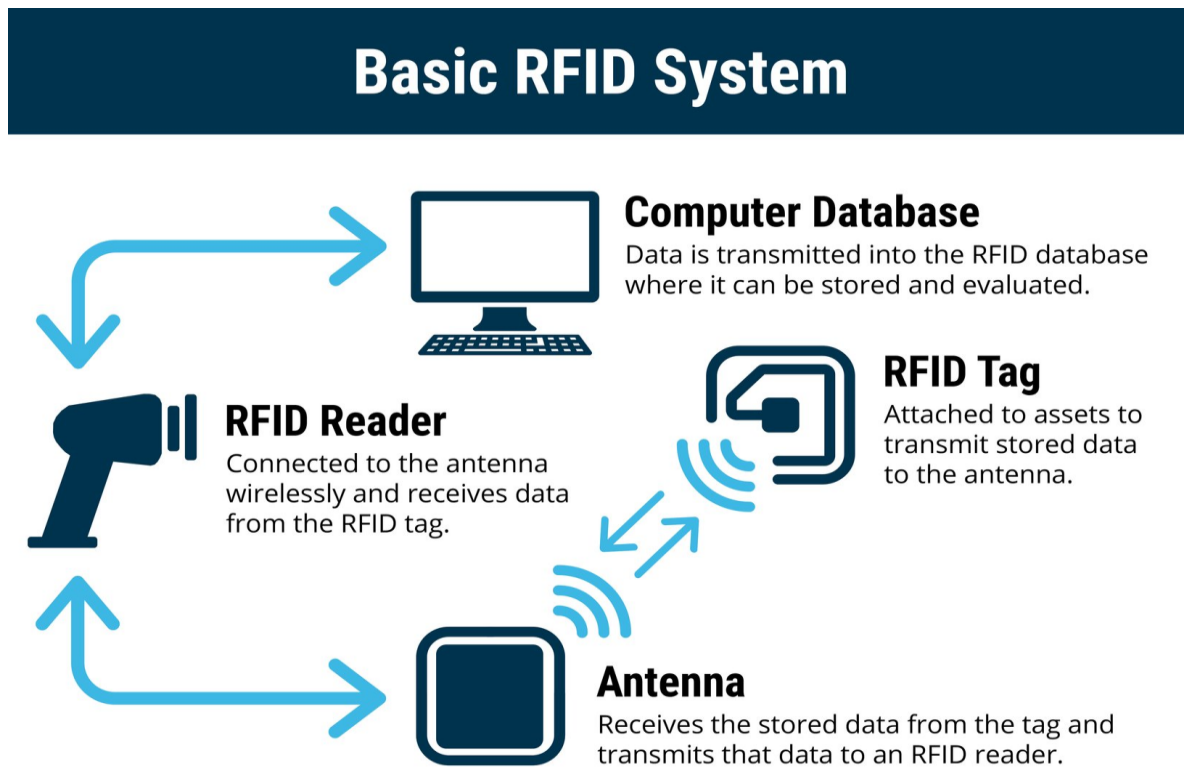 Basic RFID System
Computer Database
Data is transmitted into the RFID database
where it can be stored and evaluated.
RFID Tag
Attached to assets to
transmit stored data
to the antenna.
RFID Reader
Connected to the antenna
wirelessly and receives data
from the RFID tag.
Antenna
Receives the stored data from the tag and
transmits that data to an RFID reader.